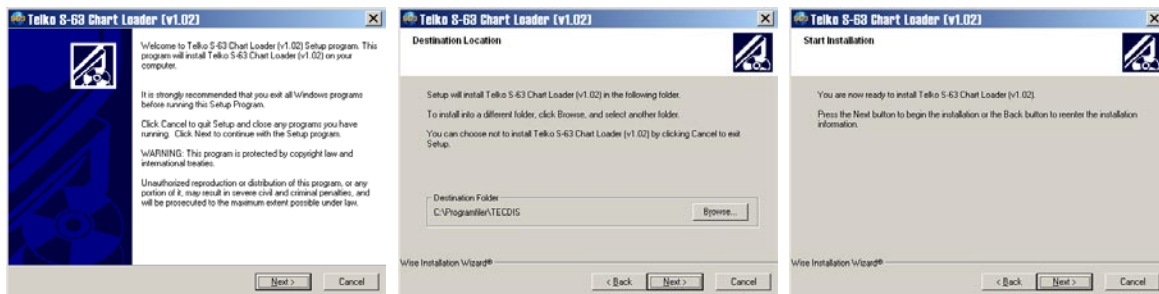 Telko S-63 Chart Loader (v1.02)
Welcome to Telko S-63 Chart Loader (v1.02) Setup program. This
program will install Telko S-63 Chart Loader (v1.02) on your
computer.
It is strongly recommended that you exit all Windows programs
before running this Setup Program.
Click Cancel to quit Setup and close any programs you have
running. Click Next to continue with the Setup program.
WARNING: This program is protected by copyright law and
international treaties.
Unauthorized reproduction or distribution of this program, or any
portion of it, may result in severe civil and criminal penalties, and
will be prosecuted to the maximum extent possible under law.
Next >
Cancel
Telko S-63 Chart Loader (v1.02)
Destination Location
Setup will install Telko S-63 Chart Loader (v1.02) in the following folder.
To install into a different folder, click Browse, and select another folder.
You can choose not to install Telko S-63 Chart Loader (v1.02) by clicking Cancel to exit
Setup.
Destination Folder
C:\Programfiler\TECDIS
Browse...
Wise Installation Wizard®
< Back
Next >
Cancel
Telko S-63 Chart Loader (v1.02)
Start Installation
You are now ready to install Telko S-63 Chart Loader (v1.02).
Press the Next button to begin the installation or the Back button to reenter the installation
information.
Wise Installation Wizard®
< Back
Next >
Cancel